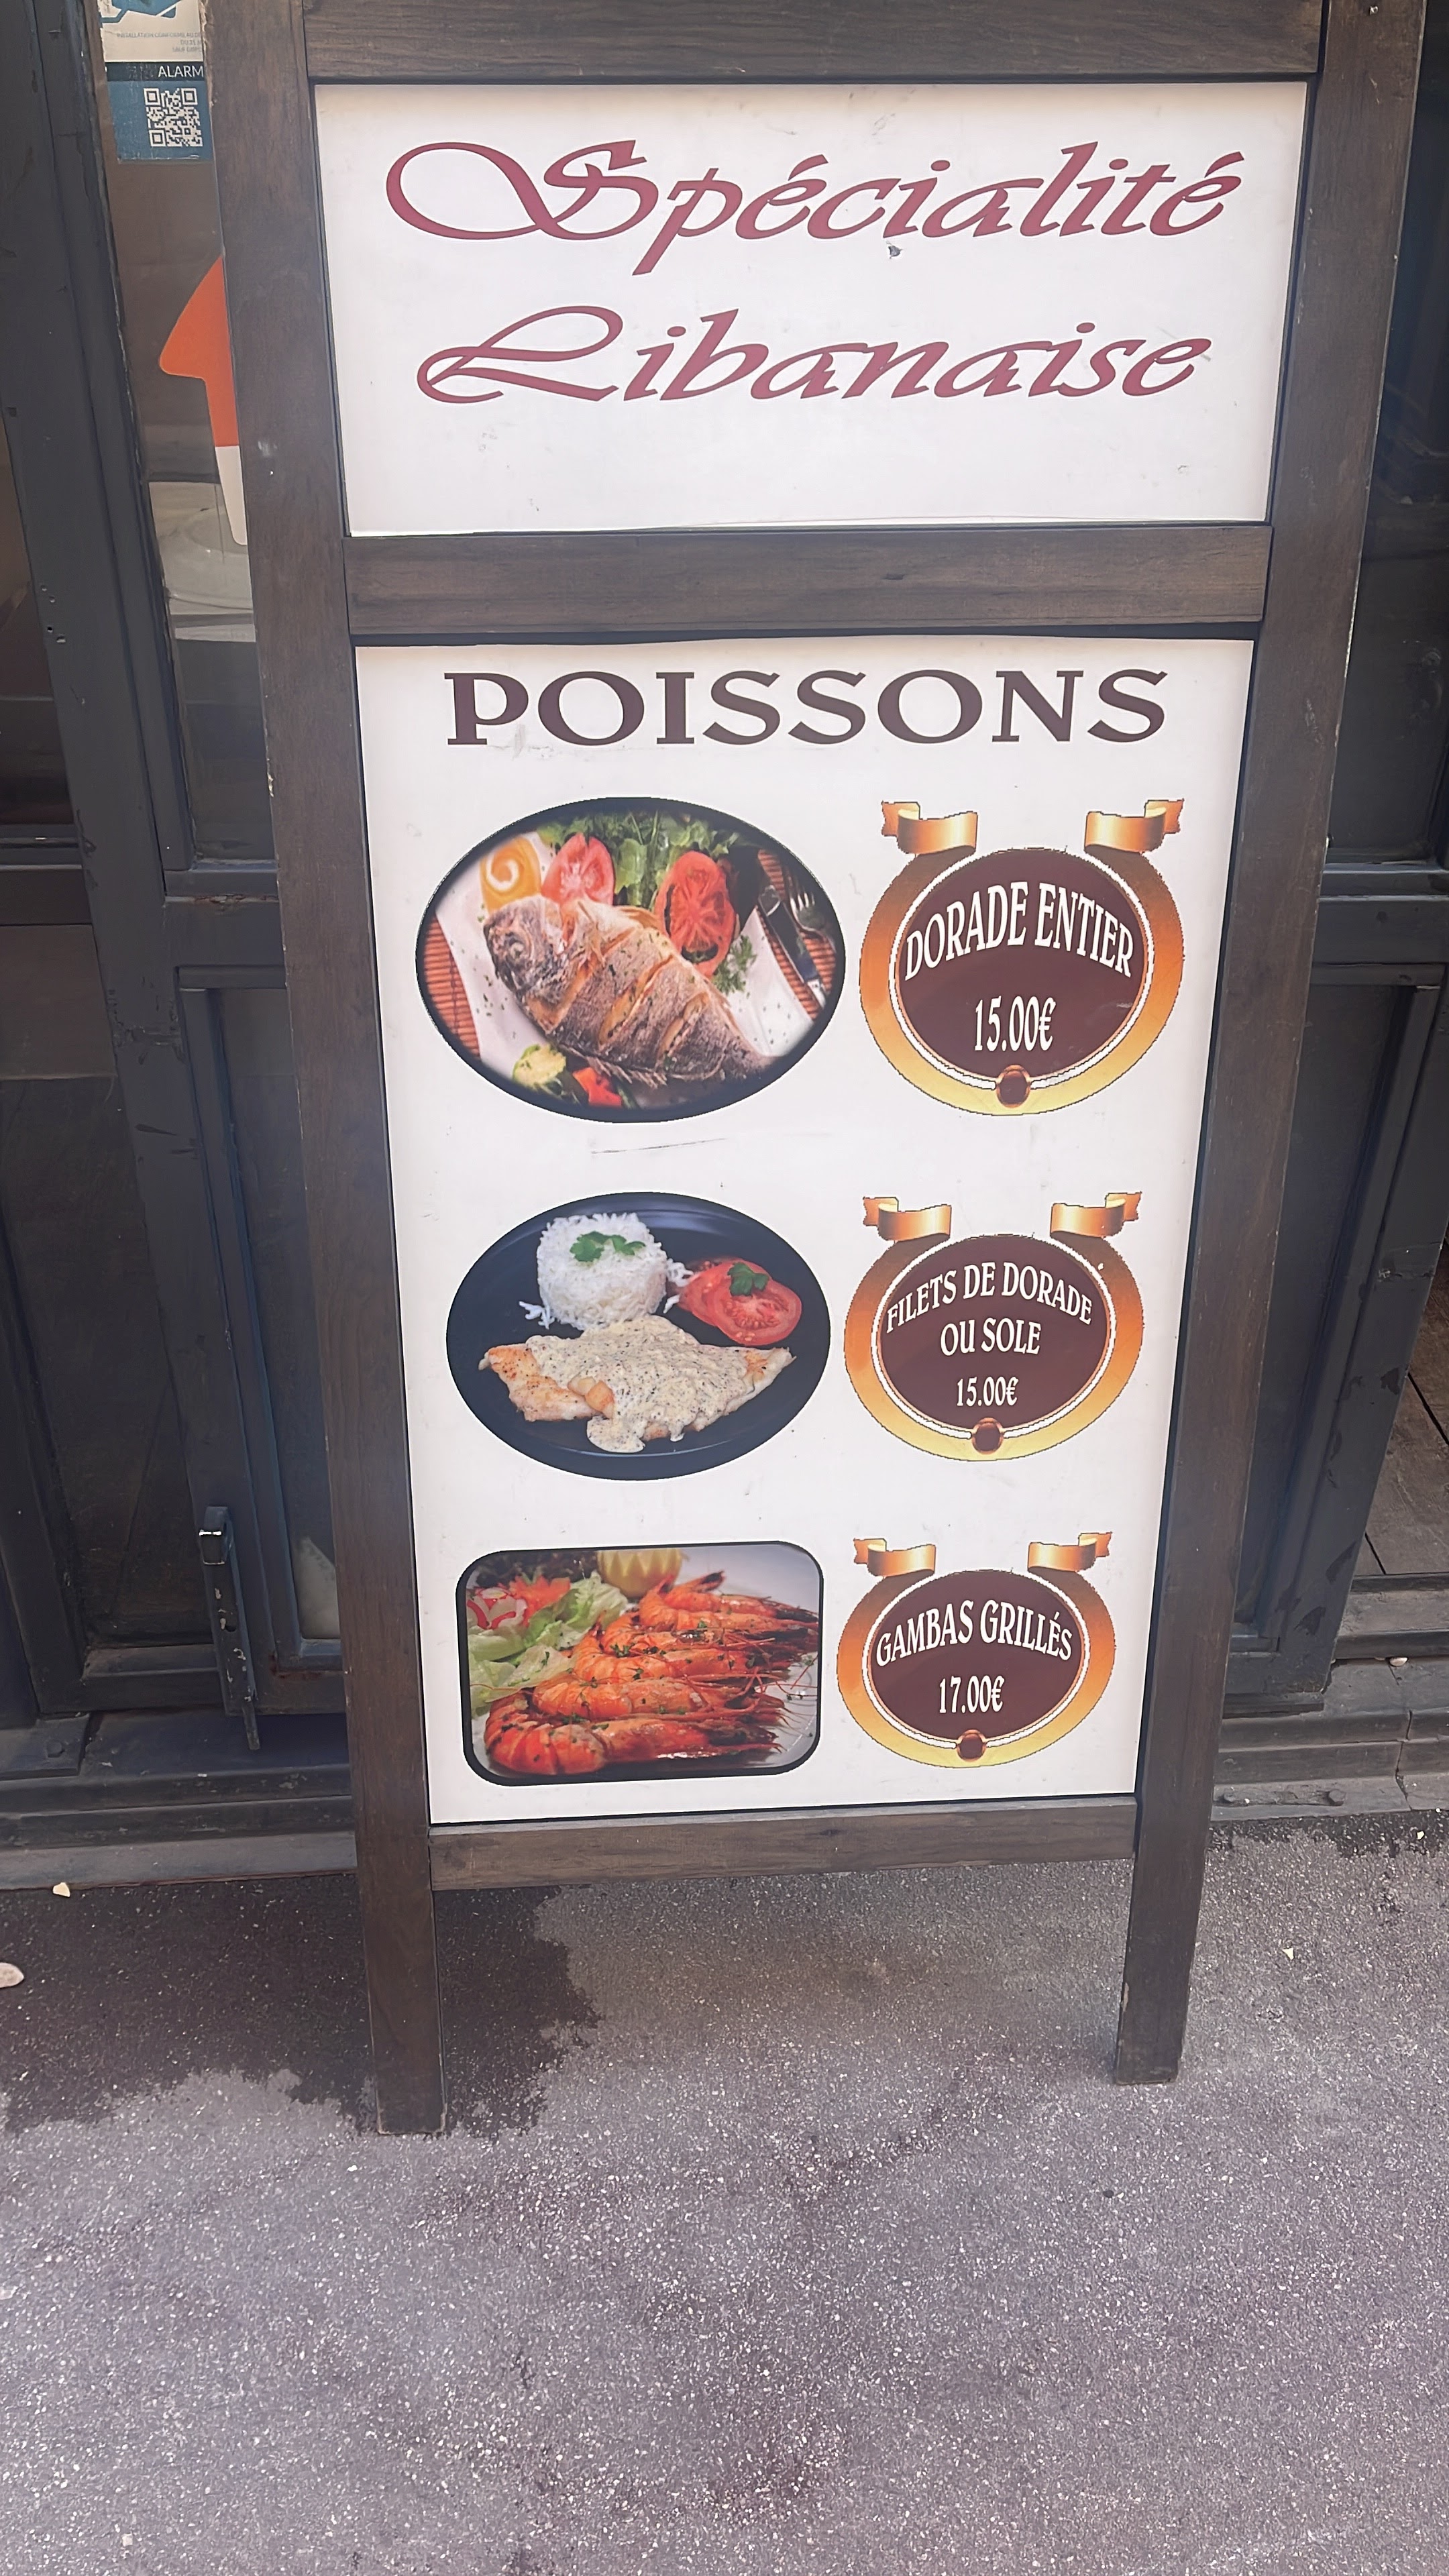 ALARM
Spécialité
Libanaise
POISSONS
DORADE ENTIER
15.00€
FILETS DE DORADE
OU SOLE
15.00€
GAMBAS GRILLÉS
17.00€